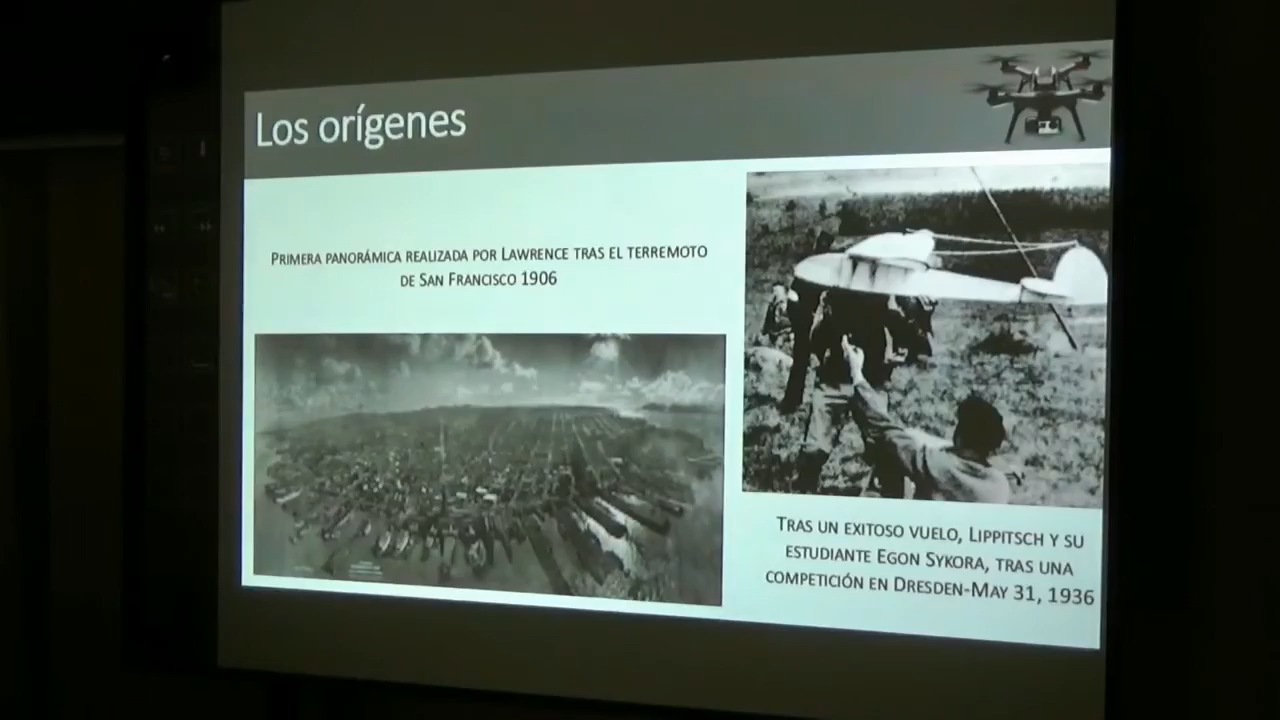 Los orígenes
PRIMERA PANORÁMICA REALIZADA POR LAWRENCE TRAS EL TERREMOTO
DE SAN FRANCISCO 1906
TRAS UN EXITOSO VUELO, LIPPITSCH Y SU
ESTUDIANTE EGON SYKORA, TRAS UNA
COMPETICIÓN EN DRESDEN-MAY 31, 1936